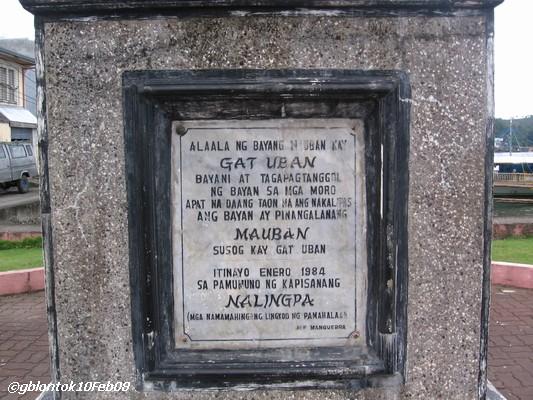 ALAALA NG BAYANG MAUBAN KAY
GAT UBAN
BAYANI AT TAGAPAGTANGGOL
NG BAYAN SA MGA MORO
APAT NA DAANG TAON NA ANG NAKALIPAS
ANG BAYAN AY PINANGALANANG
MAUBAN
SUSOG KAY GAT UBAN
ITINAYO ENERO 1984
SA PAMUMUNO NG KAPISANANG
NALINGPA
(MGA NAMAMAHINGANG LINGKOD NG PAMAHALAAN)
MANGUERRA
©gblontok10Feb09